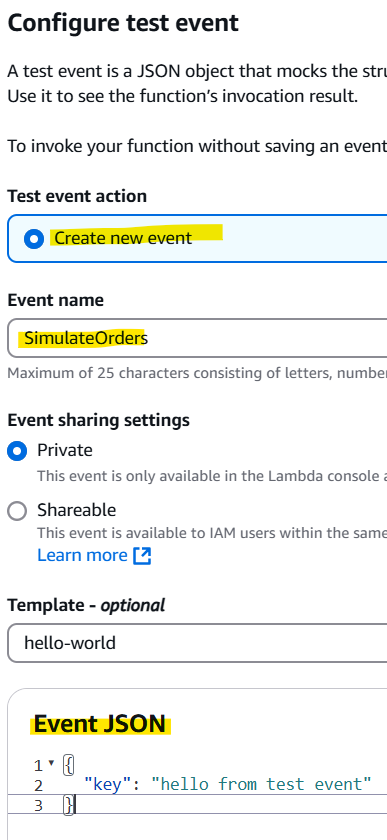 Configure test event
A test event is a JSON object that mocks the
Use it to see the function's invocation result.
To invoke your function without saving an event
Test event action
Create new event
Event name
SimulateOrders
Maximum of 25 characters consisting of letters,
Event sharing settings
Private
This event is only available in the Lambda console
Shareable
This event is available to IAM users within the same
Learn more
Template - optional
hello-world
Event JSON
1 {
2 "key": "hello from test event"
3 }